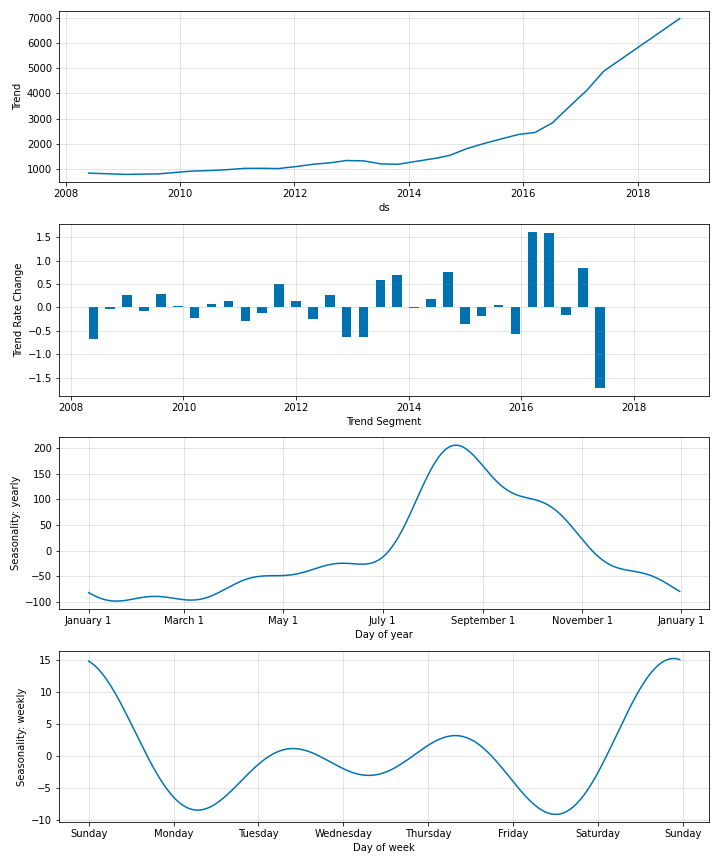 7000
6000
5000
4000
3000
2000
1000
Trend
2008 2010 2012 2014 2016 2018
ds
1.5
1.0
0.5
0.0
−0.5
−1.0
−1.5
Trend Rate Change
2008 2010 2012 2014 2016 2018
Trend Segment
200
150
100
50
0
−50
−100
Seasonality: yearly
January 1 March 1 May 1 July 1 September 1 November 1 January 1
Day of year
15
10
5
0
−5
−10
Seasonality: weekly
Sunday Monday Tuesday Wednesday Thursday Friday Saturday Sunday
Day of week